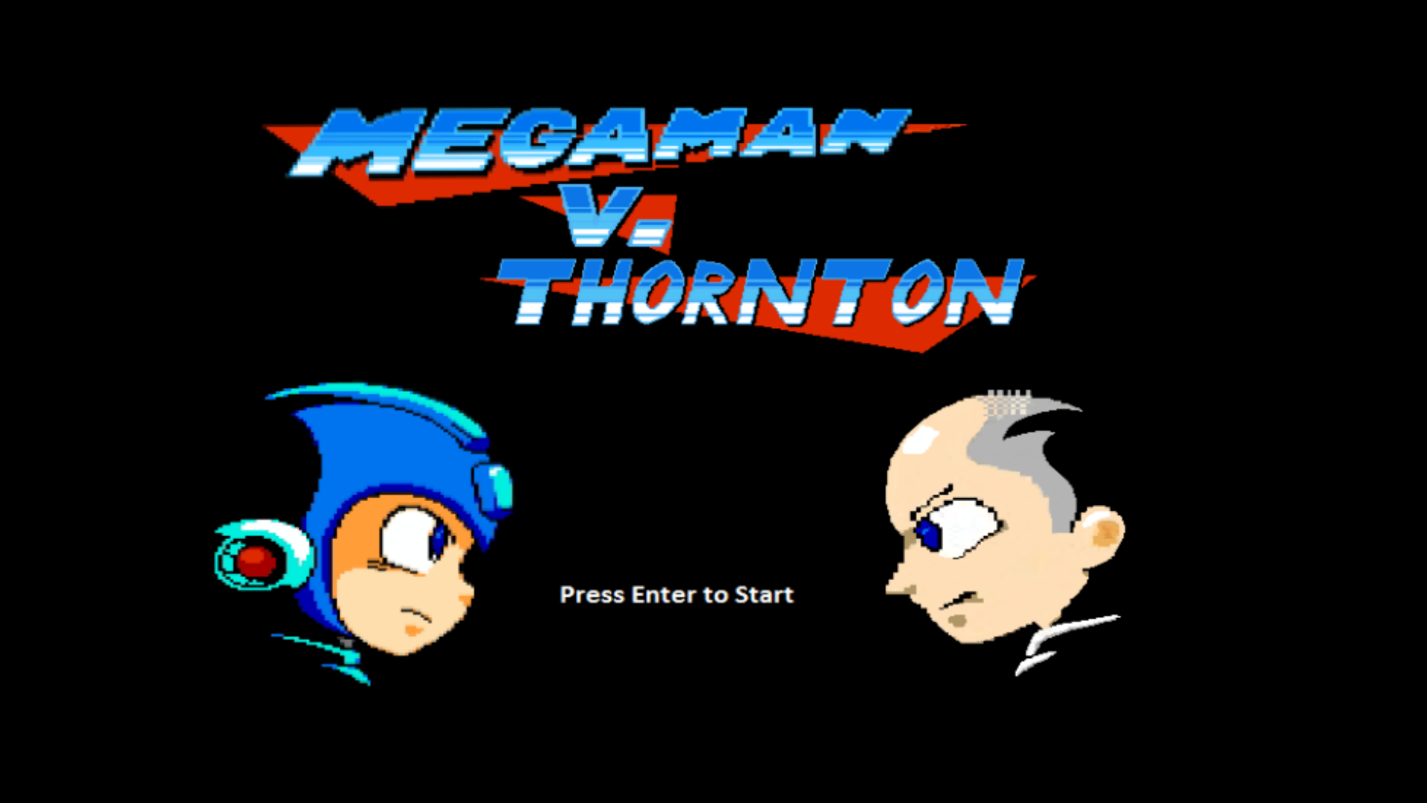 MEGAMAN
V.
THORNTON
Press Enter to Start